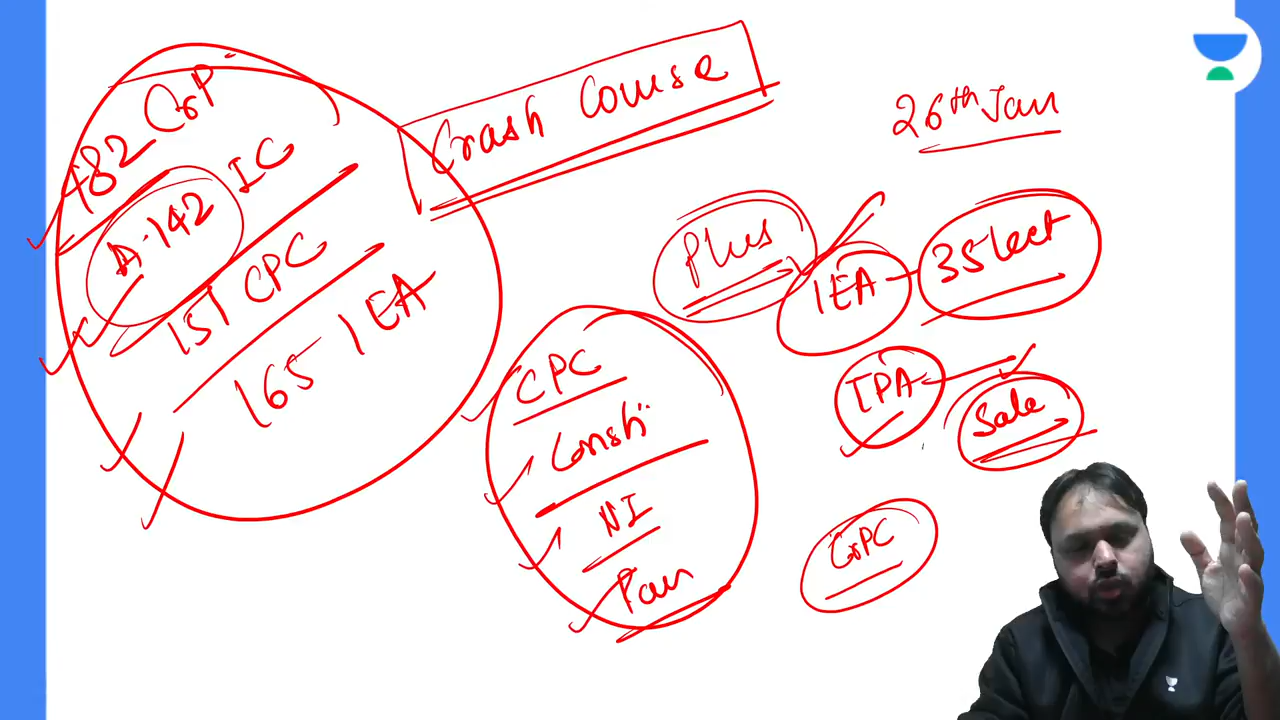 482 CrP
A-142 IC
151 CPC
165 IEA
Crash Course
26th Jan
Plus
IEA - 35 lect
TPA - Sale
CrPC
CPC
Consti
NI